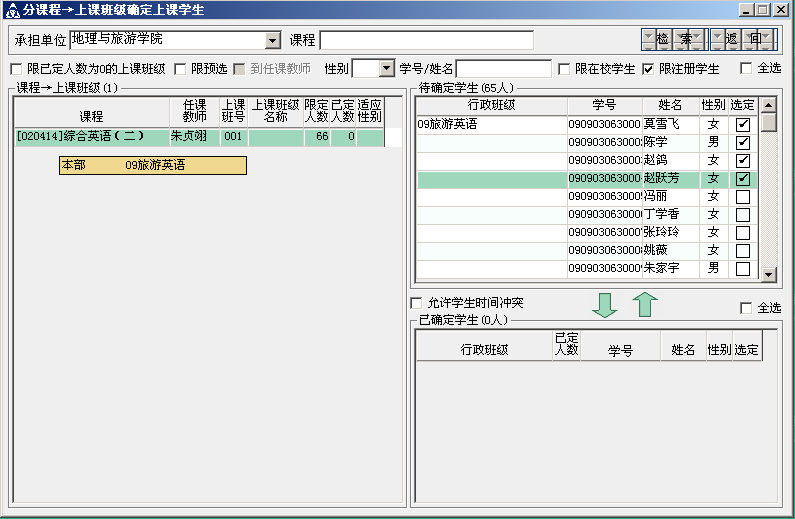 分课程→上课班级确定上课学生
承担单位 地理与旅游学院 课程 检 索 返 回
限已定人数为0的上课班级 限预选 到任课教师 性别 学号/姓名 限在校学生 限注册学生 全选
课程→上课班级(1)
课程 任课教师 上课班号 上课班级名称 限定人数 已定人数 适应性别
[020414]综合英语(二) 朱贞翊 001 66 0
本部 09旅游英语
待确定学生(65人)
行政班级 学号 姓名 性别 选定
09旅游英语 090903063000 莫雪飞 女
090903063000 陈学 男
090903063000 赵鸽 女
090903063000 赵跃芳 女
090903063000 冯丽 女
090903063000 丁学香 女
090903063000 张玲玲 女
090903063000 姚薇 女
090903063000 朱家宇 男
允许学生时间冲突 全选
已确定学生(0人)
行政班级 已定人数 学号 姓名 性别 选定